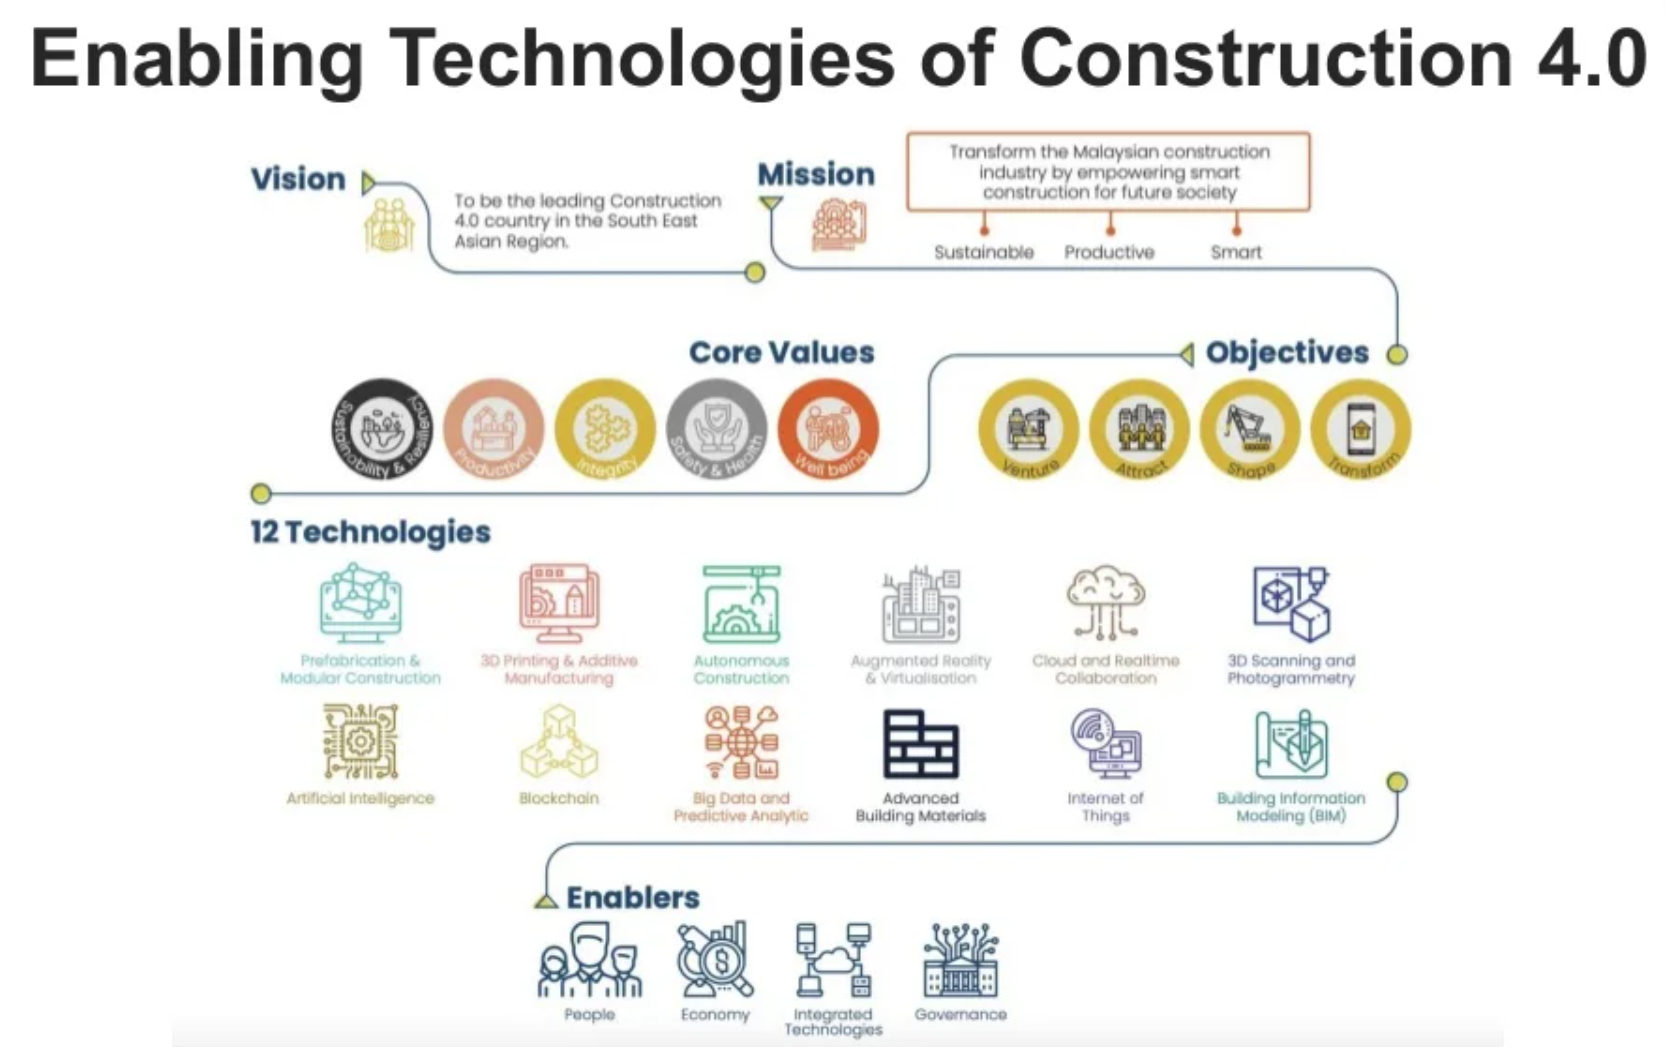 Enabling Technologies of Construction 4.0
Vision
To be the leading Construction
4.0 country in the South East
Asian Region.
Mission
Transform the Malaysian construction
industry by empowering smart
construction for future society
Sustainable
Productive
Smart
Core Values
Sustainability & Resiliency
Productivity
Integrity
Safety & Health
Well being
Objectives
Venture
Attract
Shape
Transform
12 Technologies
Prefabrication &
Modular Construction
3D Printing & Additive
Manufacturing
Autonomous
Construction
Augmented Reality
& Virtualisation
Cloud and Realtime
Collaboration
3D Scanning and
Photogrammetry
Artificial Intelligence
Blockchain
Big Data and
Predictive Analytic
Advanced
Building Materials
Internet of
Things
Building Information
Modeling (BIM)
Enablers
People
Economy
Integrated
Technologies
Governance